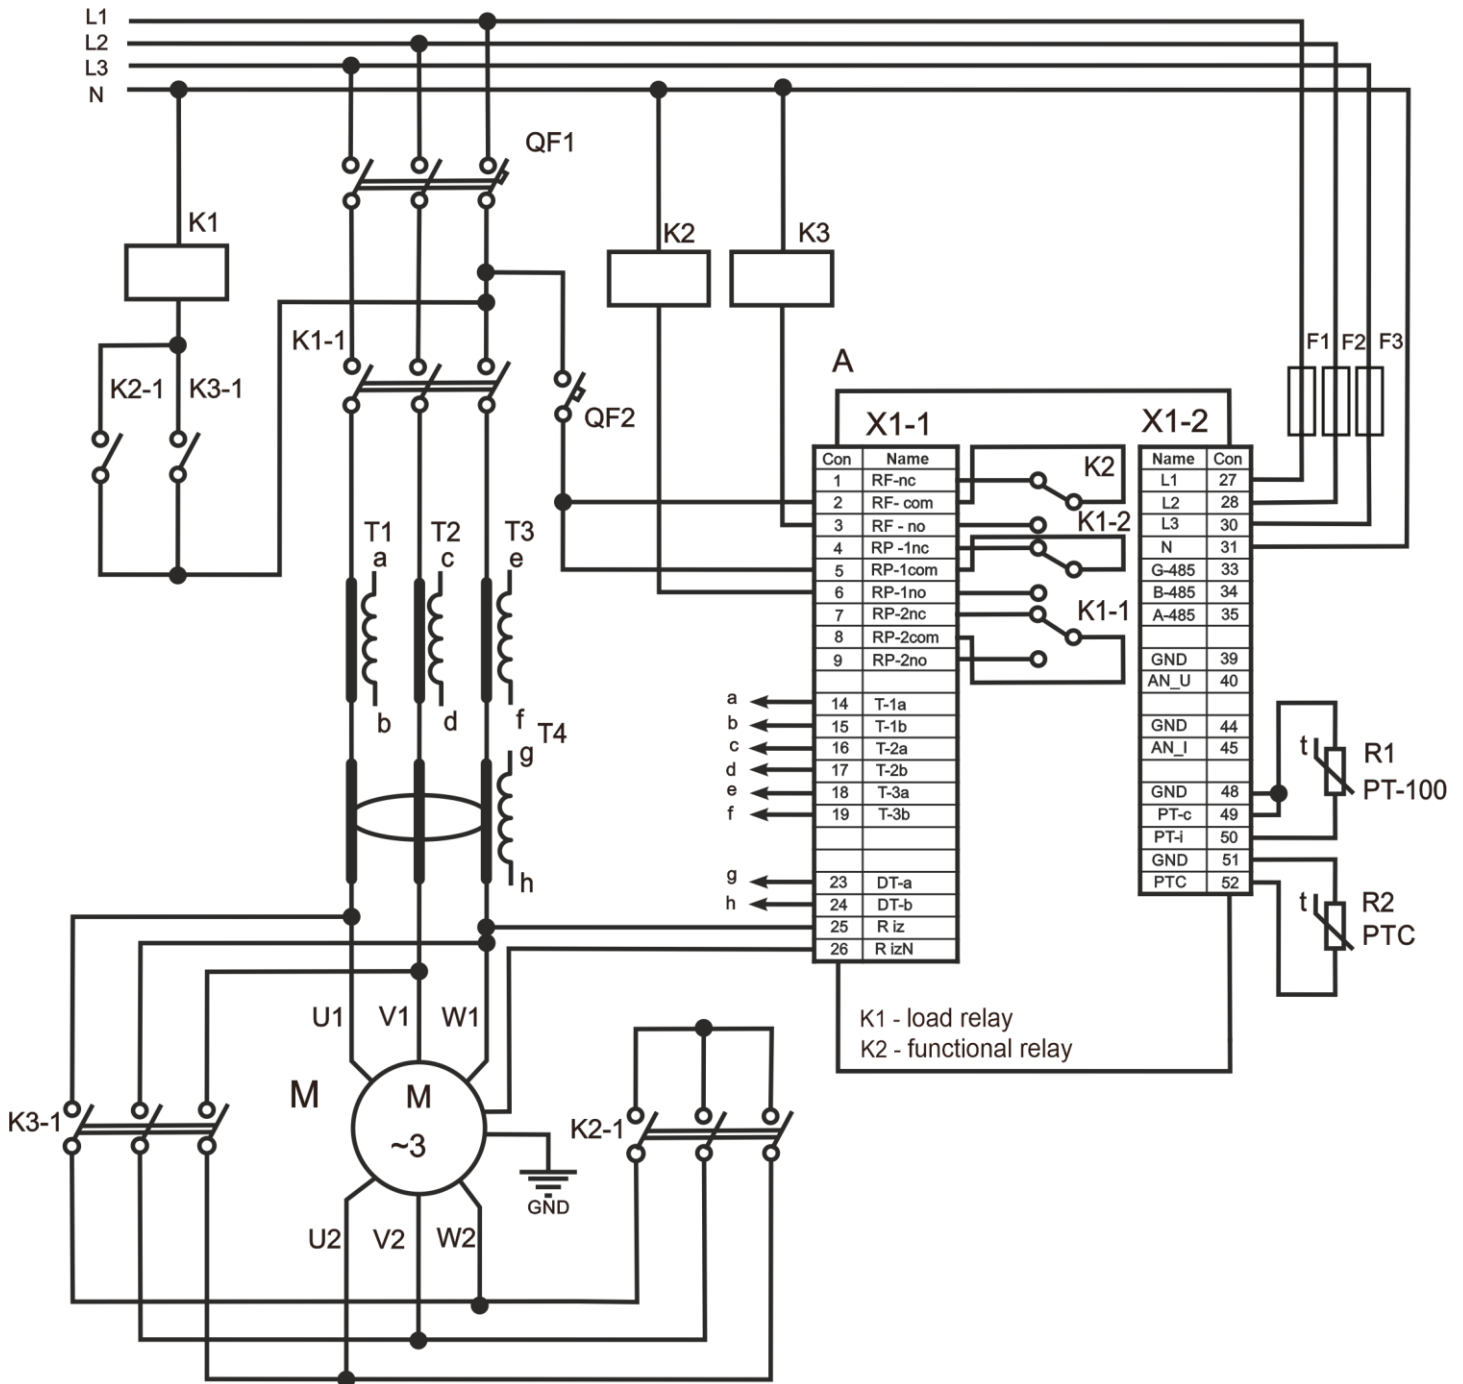 L1
L2
L3
N
QF1
K1
K2
K3
K1-1
K2-1
K3-1
QF2
F1
F2
F3
A
X1-1
X1-2
Con Name
1 RF-nc
2 RF- com
3 RF - no
4 RP -1nc
5 RP-1com
6 RP-1no
7 RP-2nc
8 RP-2com
9 RP-2no
14 T-1a
15 T-1b
16 T-2a
17 T-2b
18 T-3a
19 T-3b
23 DT-a
24 DT-b
25 R iz
26 R izN
K2
K1-2
K1-1
Name Con
L1 27
L2 28
L3 30
N 31
G-485 33
B-485 34
A-485 35
GND 39
AN_U 40
GND 44
AN_I 45
GND 48
PT-c 49
PT-i 50
GND 51
PTC 52
T1
a
b
T2
c
d
T3
e
f
T4
g
h
a
b
c
d
e
f
g
h
t
R1
PT-100
t
R2
PTC
K1 - load relay
K2 - functional relay
U1
V1
W1
M
M
~3
K3-1
K2-1
GND
U2
V2
W2